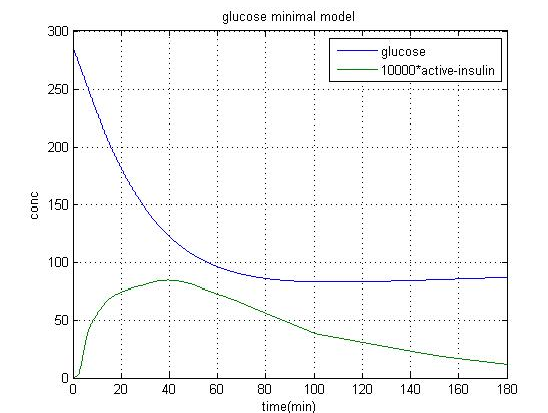 glucose minimal model
glucose
10000*active-insulin
300
250
200
150
100
50
0
conc
0 20 40 60 80 100 120 140 160 180
time(min)